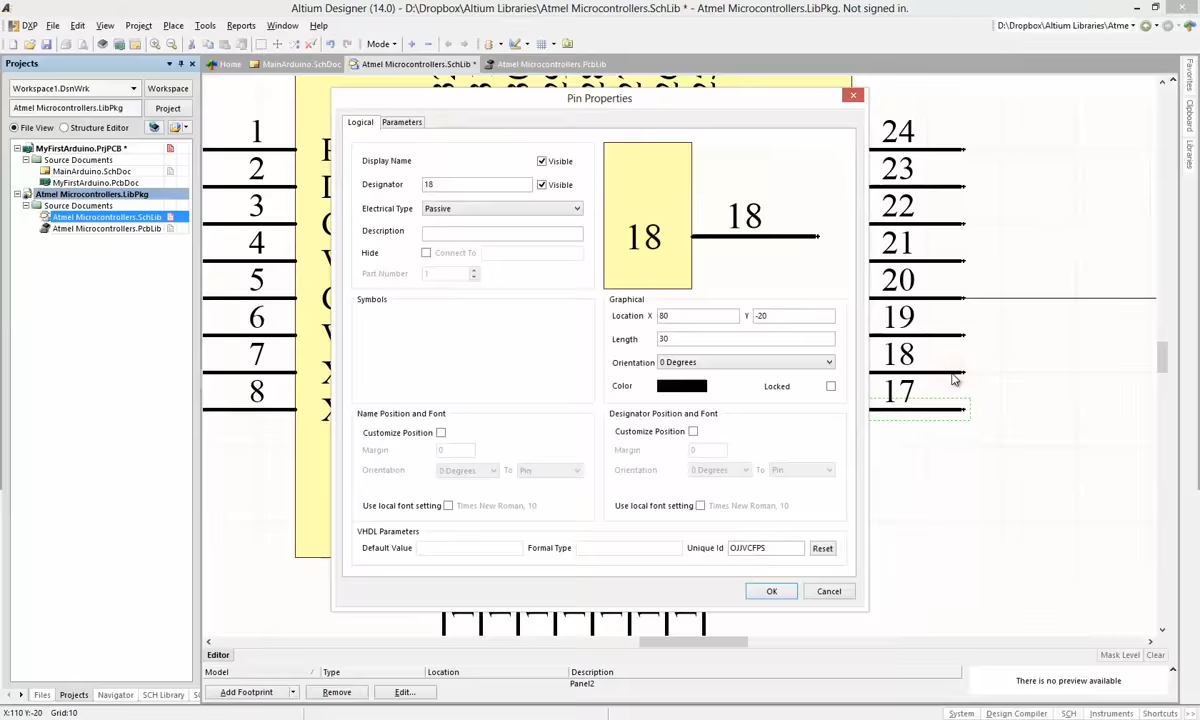 Altium Designer (14.0) - D:\Dropbox\Altium Libraries\Atmel Microcontrollers.SchLib * - Atmel Microcontrollers.LibPkg. Not signed in.
DXP File Edit View Project Place Tools Reports Window Help
D:\Dropbox\Altium Libraries\Atme
Mode
Projects
Home MainArduino.SchDoc Atmel Microcontrollers.SchLib * Atmel Microcontrollers.PcbLib
Workspace1.DsnWrk Workspace
Atmel Microcontrollers.LibPkg Project
File View Structure Editor
MyFirstArduino.PrjPCB *
Source Documents
MainArduino.SchDoc
MyFirstArduino.PcbDoc
Atmel Microcontrollers.LibPkg
Source Documents
Atmel Microcontrollers.SchLib
Atmel Microcontrollers.PcbLib
1
2
3
4
5
6
7
8
Pin Properties
Logical Parameters
Display Name Visible
Designator 18 Visible
Electrical Type Passive
Description
Hide Connect To
Part Number 1
18
18
Symbols
Graphical
Location X 80 Y -20
Length 30
Orientation 0 Degrees
Color Locked
Name Position and Font
Customize Position
Margin 0
Orientation 0 Degrees To Pin
Use local font setting Times New Roman, 10
Designator Position and Font
Customize Position
Margin 0
Orientation 0 Degrees To Pin
Use local font setting Times New Roman, 10
VHDL Parameters
Default Value Formal Type Unique Id OJJVCFPS Reset
OK Cancel
24
23
22
21
20
19
18
17
Favorites
Clipboard
Libraries
Editor
Mask Level Clear
Model / Type Location Description
Panel2
There is no preview available
Add Footprint Remove Edit...
Files Projects Navigator SCH Library
X:110 Y:-20 Grid:10
System Design Compiler SCH Instruments Shortcuts >>